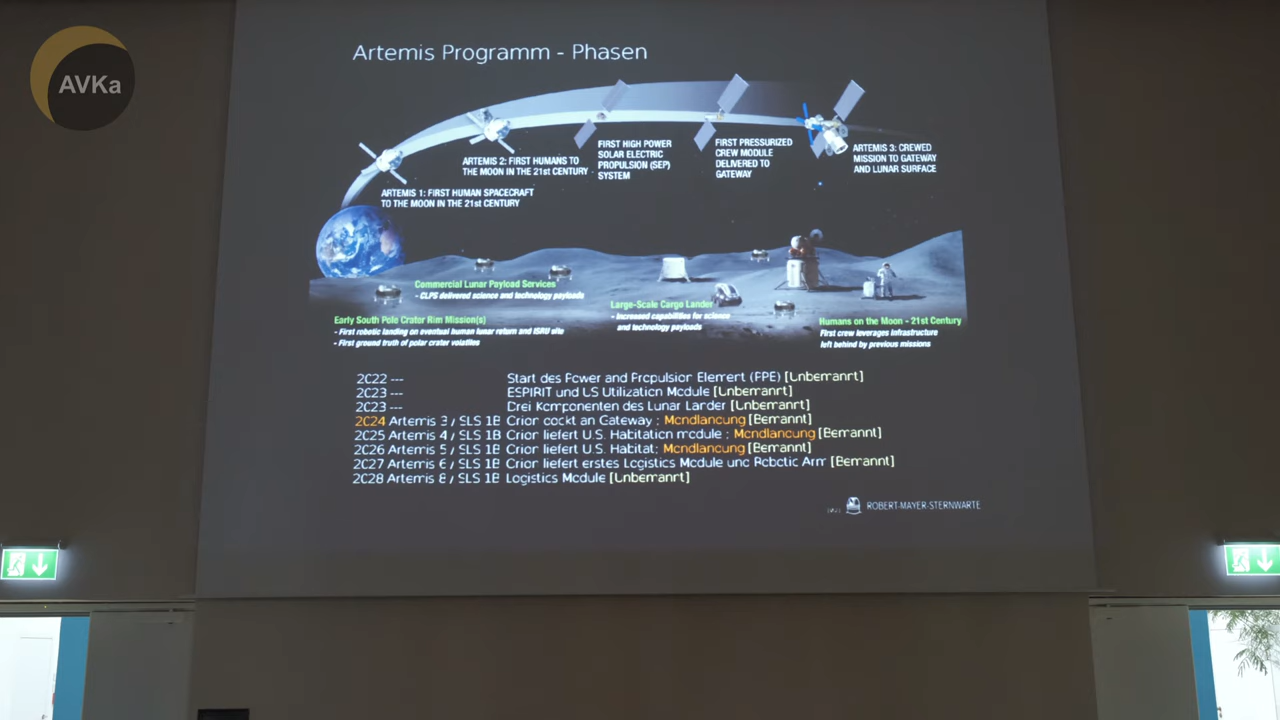 AVKa
Artemis Programm - Phasen
ARTEMIS 1: FIRST HUMAN SPACECRAFT
TO THE MOON IN THE 21st CENTURY
ARTEMIS 2: FIRST HUMANS TO
THE MOON IN THE 21st CENTURY
FIRST HIGH POWER
SOLAR ELECTRIC
PROPULSION (SEP)
SYSTEM
FIRST PRESSURIZED
CREW MODULE
DELIVERED TO
GATEWAY
ARTEMIS 3: CREWED
MISSION TO GATEWAY
AND LUNAR SURFACE
Commercial Lunar Payload Services
- CLPS delivered science and technology payloads
Early South Pole Crater Rim Mission(s)
- First robotic landing on eventual human lunar return and ISRU site
- First ground truth of polar crater volatiles
Large-Scale Cargo Lander
- Increased capabilities for science
and technology payloads
Humans on the Moon - 21st Century
First crew leverages infrastructure
left behind by previous missions
2022 --- Start des Power and Propulsion Element (PPE) [Unbemannt]
2023 --- ESPIRIT und US Utilization Module [Unbemannt]
2023 --- Drei Komponenten des Lunar Lander [Unbemannt]
2024 Artemis 3 / SLS 1B Orion dockt an Gateway ; Mondlandung [Bemannt]
2025 Artemis 4 / SLS 1B Orion liefert U.S. Habitation module ; Mondlandung [Bemannt]
2026 Artemis 5 / SLS 1B Orion liefert U.S. Habitat; Mondlandung [Bemannt]
2027 Artemis 6 / SLS 1B Orion liefert erstes Logistics Module und Robotic Arm [Bemannt]
2028 Artemis 8 / SLS 1B Logistics Module [Unbemannt]
ROBERT-MAYER-STERNWARTE